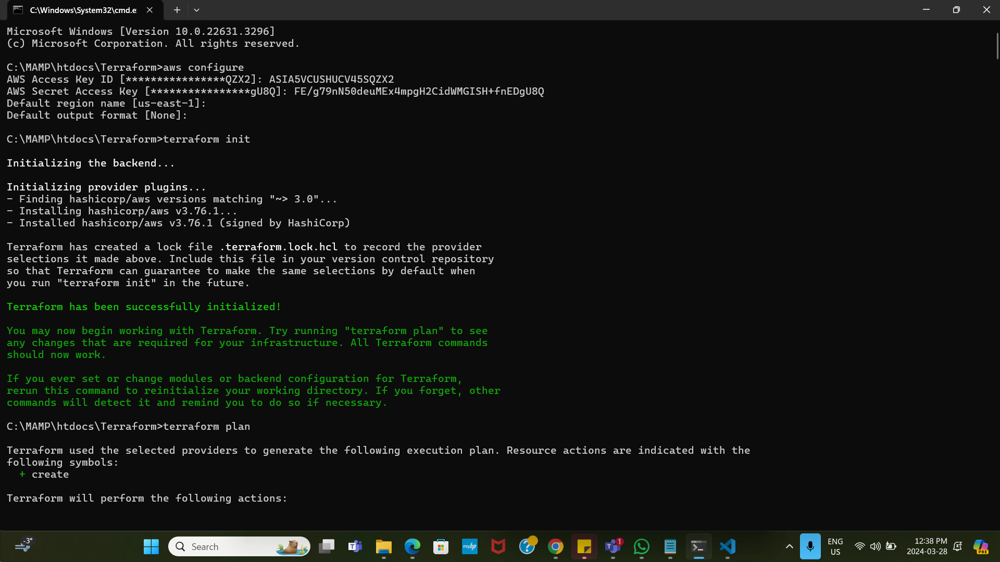 C:\Windows\System32\cmd.e
Microsoft Windows [Version 10.0.22631.3296]
(c) Microsoft Corporation. All rights reserved.
C:\MAMP\htdocs\Terraform>aws configure
AWS Access Key ID [****************QZX2]: ASIA5VCUSHUCV45SQZX2
AWS Secret Access Key [****************gU8Q]: FE/g79nN50deuMEx4mpgH2CidWMGISH+fnEDgU8Q
Default region name [us-east-1]:
Default output format [None]:
C:\MAMP\htdocs\Terraform>terraform init
Initializing the backend...
Initializing provider plugins...
- Finding hashicorp/aws versions matching "~> 3.0"...
- Installing hashicorp/aws v3.76.1...
- Installed hashicorp/aws v3.76.1 (signed by HashiCorp)
Terraform has created a lock file .terraform.lock.hcl to record the provider
selections it made above. Include this file in your version control repository
so that Terraform can guarantee to make the same selections by default when
you run "terraform init" in the future.
Terraform has been successfully initialized!
You may now begin working with Terraform. Try running "terraform plan" to see
any changes that are required for your infrastructure. All Terraform commands
should now work.
If you ever set or change modules or backend configuration for Terraform,
rerun this command to reinitialize your working directory. If you forget, other
commands will detect it and remind you to do so if necessary.
C:\MAMP\htdocs\Terraform>terraform plan
Terraform used the selected providers to generate the following execution plan. Resource actions are indicated with the
following symbols:
+ create
Terraform will perform the following actions:
-3°
Search
myhp
1
ENG
US
12:38 PM
2024-03-28
PRE